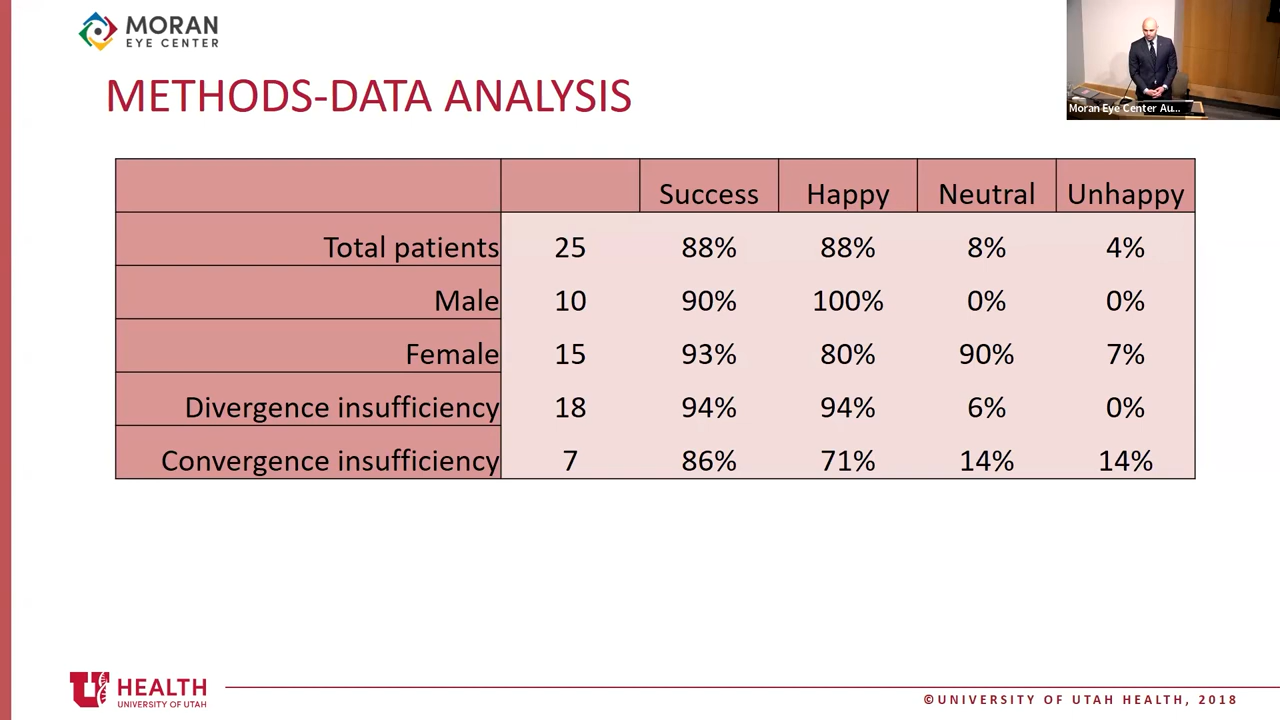 MORAN
EYE CENTER
Moran Eye Center Au...
METHODS-DATA ANALYSIS
Success Happy Neutral Unhappy
Total patients 25 88% 88% 8% 4%
Male 10 90% 100% 0% 0%
Female 15 93% 80% 90% 7%
Divergence insufficiency 18 94% 94% 6% 0%
Convergence insufficiency 7 86% 71% 14% 14%
U HEALTH
UNIVERSITY OF UTAH
©UNIVERSITY OF UTAH HEALTH, 2018